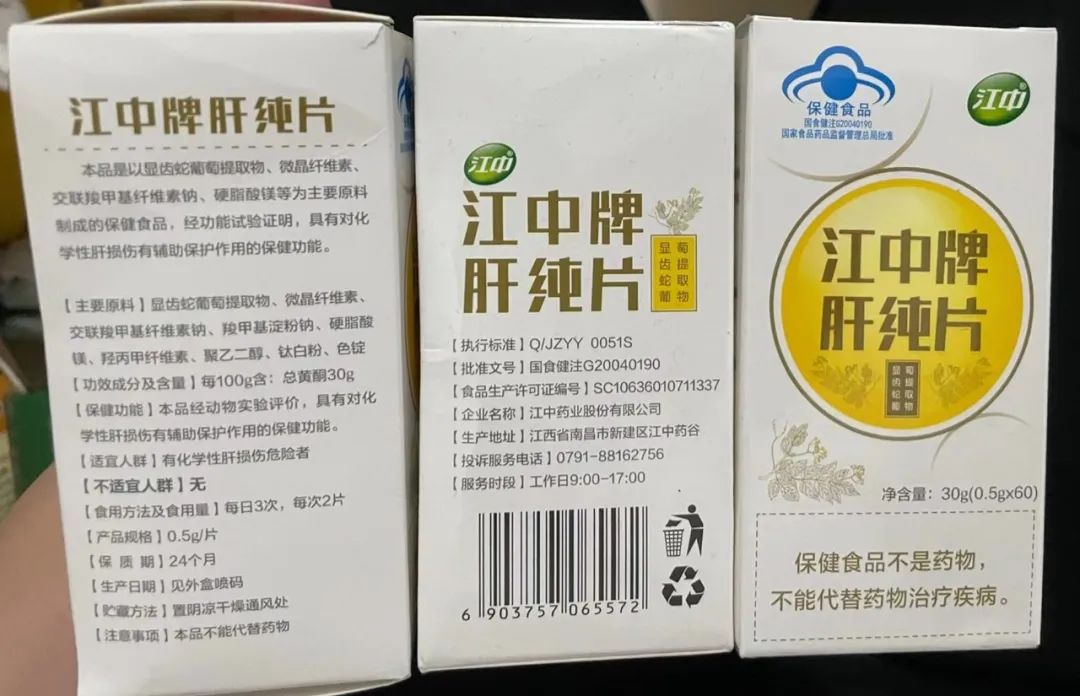 江中牌肝纯片
本品是以显齿蛇葡萄提取物、微晶纤维素、
交联羧甲基纤维素钠、硬脂酸镁等为主要原料
制成的保健食品，经功能试验证明，具有对化
学性肝损伤有辅助保护作用的保健功能。
【主要原料】显齿蛇葡萄提取物、微晶纤维素、
交联羧甲基纤维素钠、羧甲基淀粉钠、硬脂酸
镁、羟丙甲纤维素、聚乙二醇、钛白粉、色锭
【功效成分及含量】每100g含：总黄酮30g
【保健功能】本品经动物实验评价，具有对化
学性肝损伤有辅助保护作用的保健功能。
【适宜人群】有化学性肝损伤危险者
【不适宜人群】无
【食用方法及食用量】每日3次，每次2片
【产品规格】0.5g/片
【保 质 期】24个月
【生产日期】见外盒喷码
【贮藏方法】置阴凉干燥通风处
【注意事项】本品不能代替药物
江中
江中牌
肝纯片
显齿蛇葡
萄提取物
【执行标准】Q/JZYY 0051S
【批准文号】国食健注G20040190
【食品生产许可证编号】SC10636010711337
【企业名称】江中药业股份有限公司
【生产地址】江西省南昌市新建区江中药谷
【投诉服务电话】0791-88162756
【服务时段】工作日9:00-17:00
6 903757 065572
保健食品
国食健注G20040190
国家食品药品监督管理总局批准
江中
江中牌
肝纯片
显齿蛇葡
萄提取物
净含量：30g(0.5gx60)
保健食品不是药物，
不能代替药物治疗疾病。